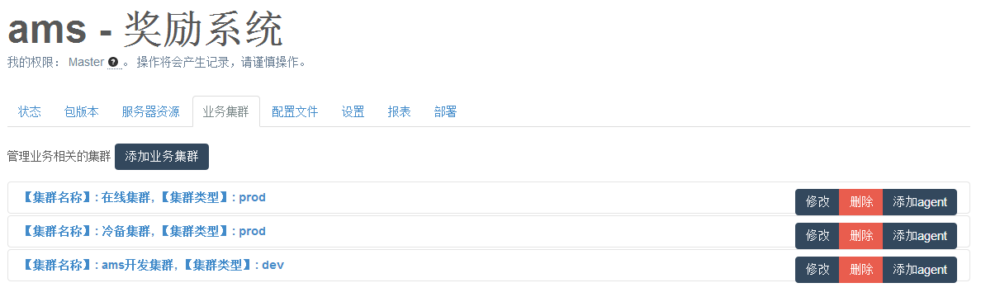 ams - 奖励系统
我的权限： Master ? 。 操作将会产生记录，请谨慎操作。
状态 包版本 服务器资源 业务集群 配置文件 设置 报表 部署
管理业务相关的集群 添加业务集群
【集群名称】: 在线集群,【集群类型】: prod 修改 删除 添加agent
【集群名称】: 冷备集群,【集群类型】: prod 修改 删除 添加agent
【集群名称】: ams开发集群,【集群类型】: dev 修改 删除 添加agent